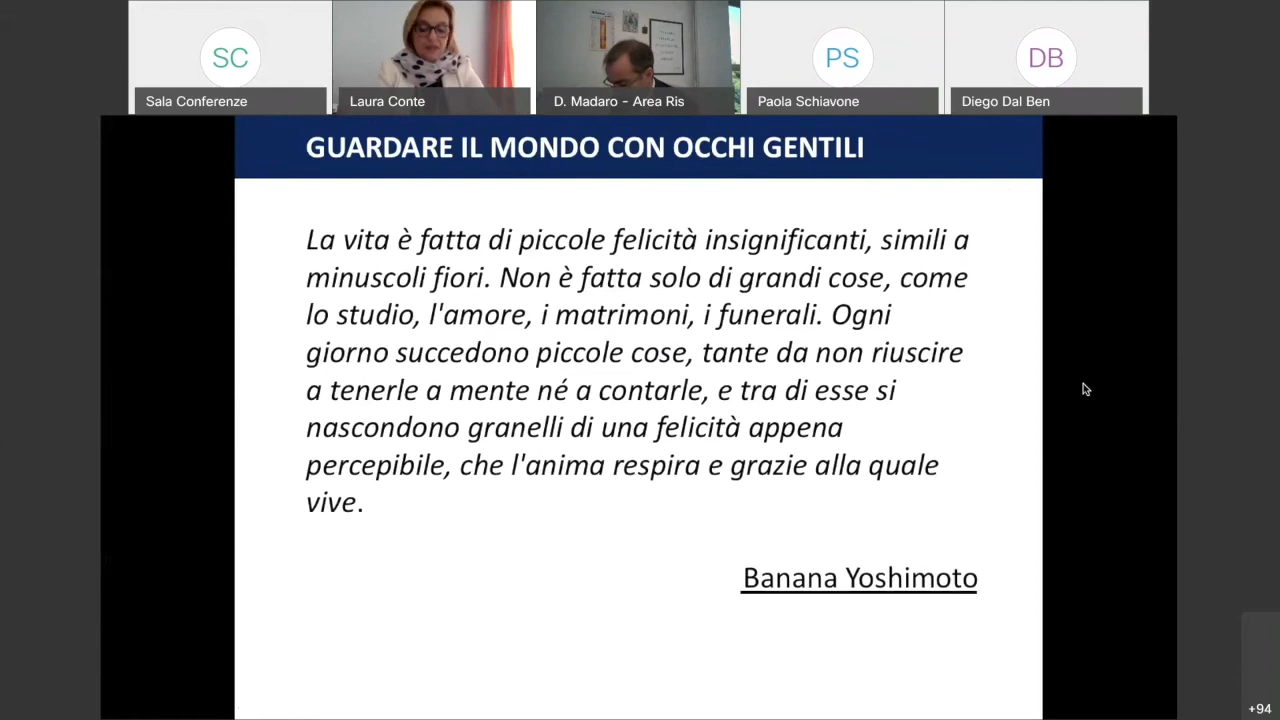 SC
PS
DB
Sala Conferenze
Laura Conte
D. Madaro - Area Ris
Paola Schiavone
Diego Dal Ben
GUARDARE IL MONDO CON OCCHI GENTILI
La vita è fatta di piccole felicità insignificanti, simili a
minuscoli fiori. Non è fatta solo di grandi cose, come
lo studio, l'amore, i matrimoni, i funerali. Ogni
giorno succedono piccole cose, tante da non riuscire
a tenerle a mente né a contarle, e tra di esse si
nascondono granelli di una felicità appena
percepibile, che l'anima respira e grazie alla quale
vive.
Banana Yoshimoto
+94